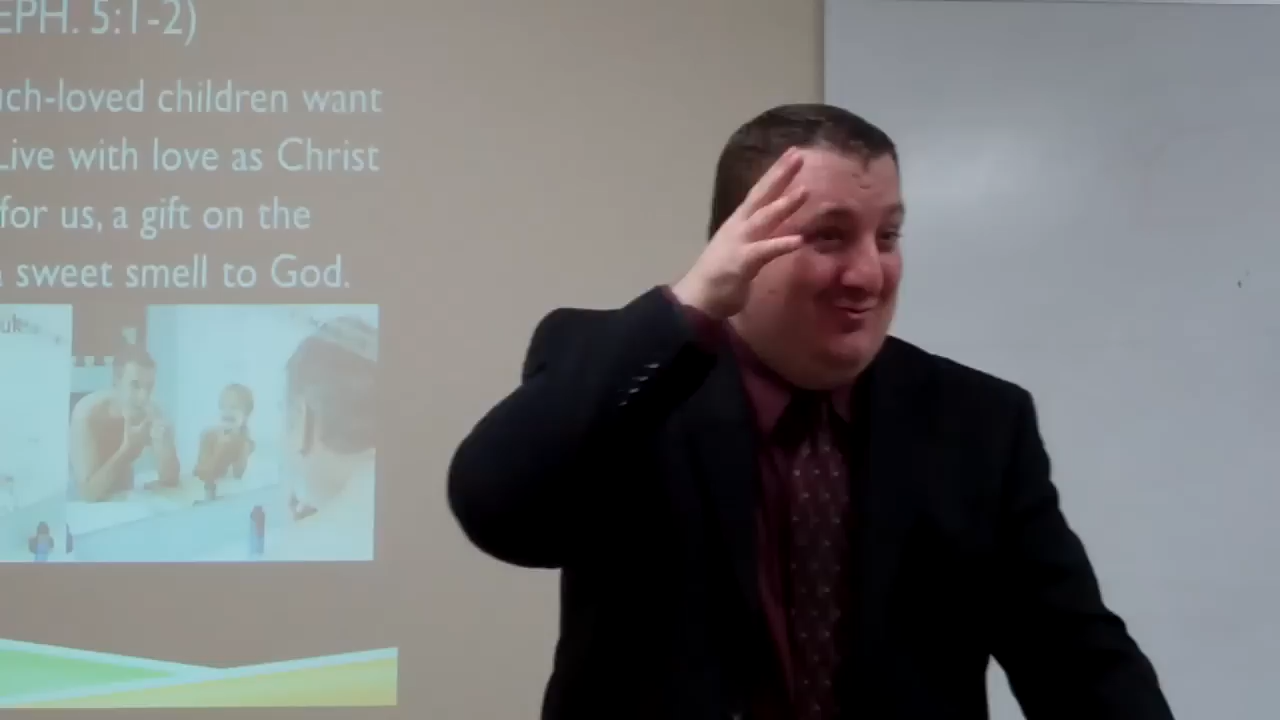 EPH. 5:1-2)
uch-loved children want
Live with love as Christ
for us, a gift on the
sweet smell to God.
uk